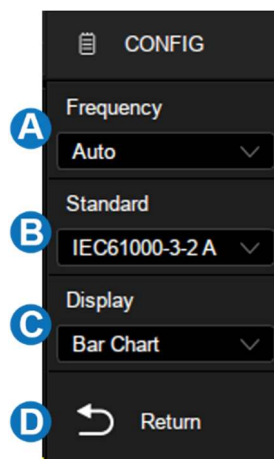 CONFIG
Frequency
A
Auto
Standard
B
IEC61000-3-2 A
Display
C
Bar Chart
D
Return